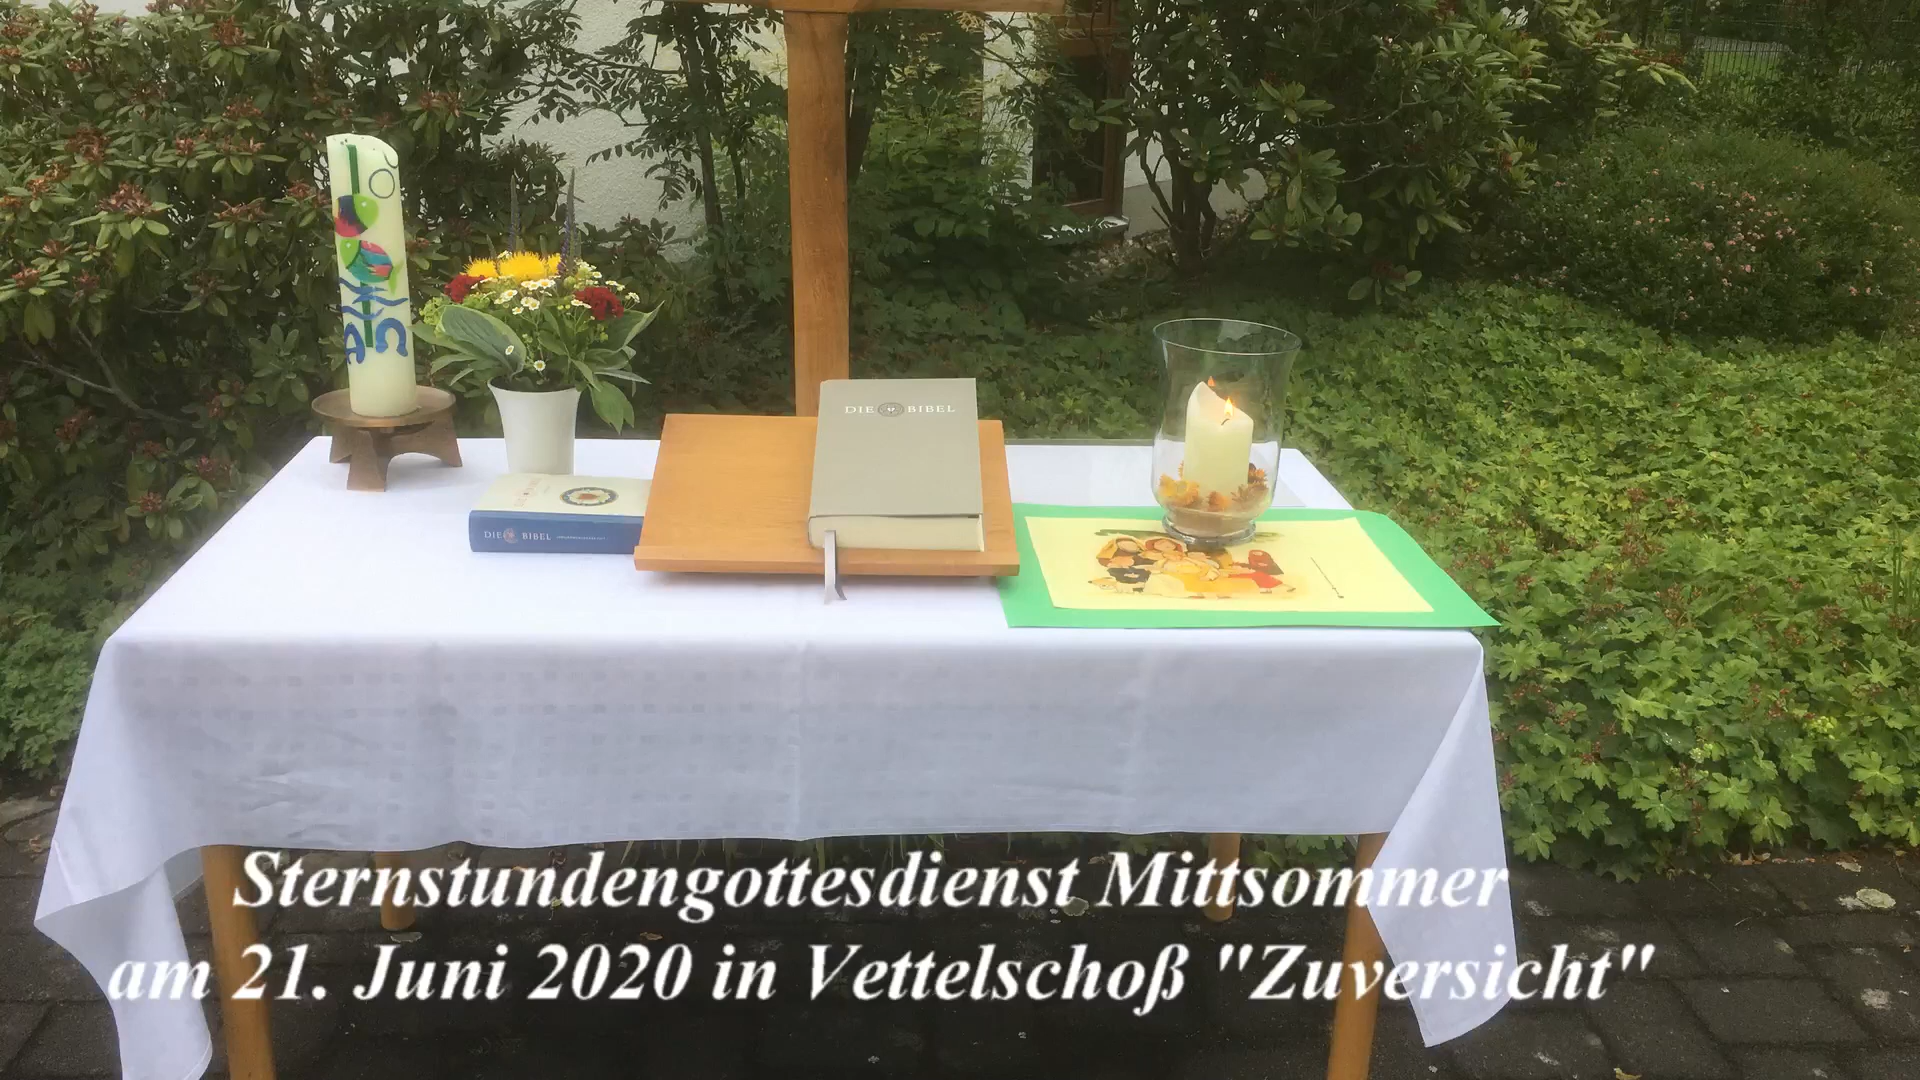 DIE BIBEL
DIE BIBEL
Sternstundengottesdienst Mittsommer
am 21. Juni 2020 in Vettelschoß "Zuversicht"